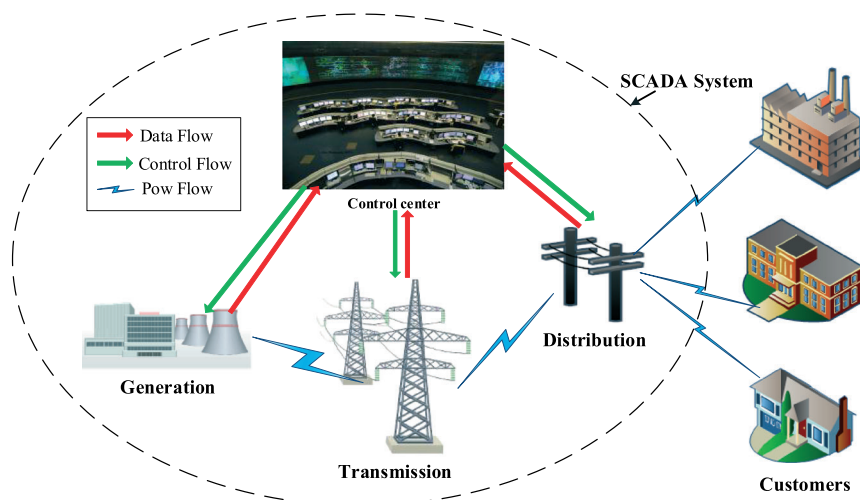 SCADA System
Data Flow
Control Flow
Pow Flow
Control center
Distribution
Generation
Transmission
Customers